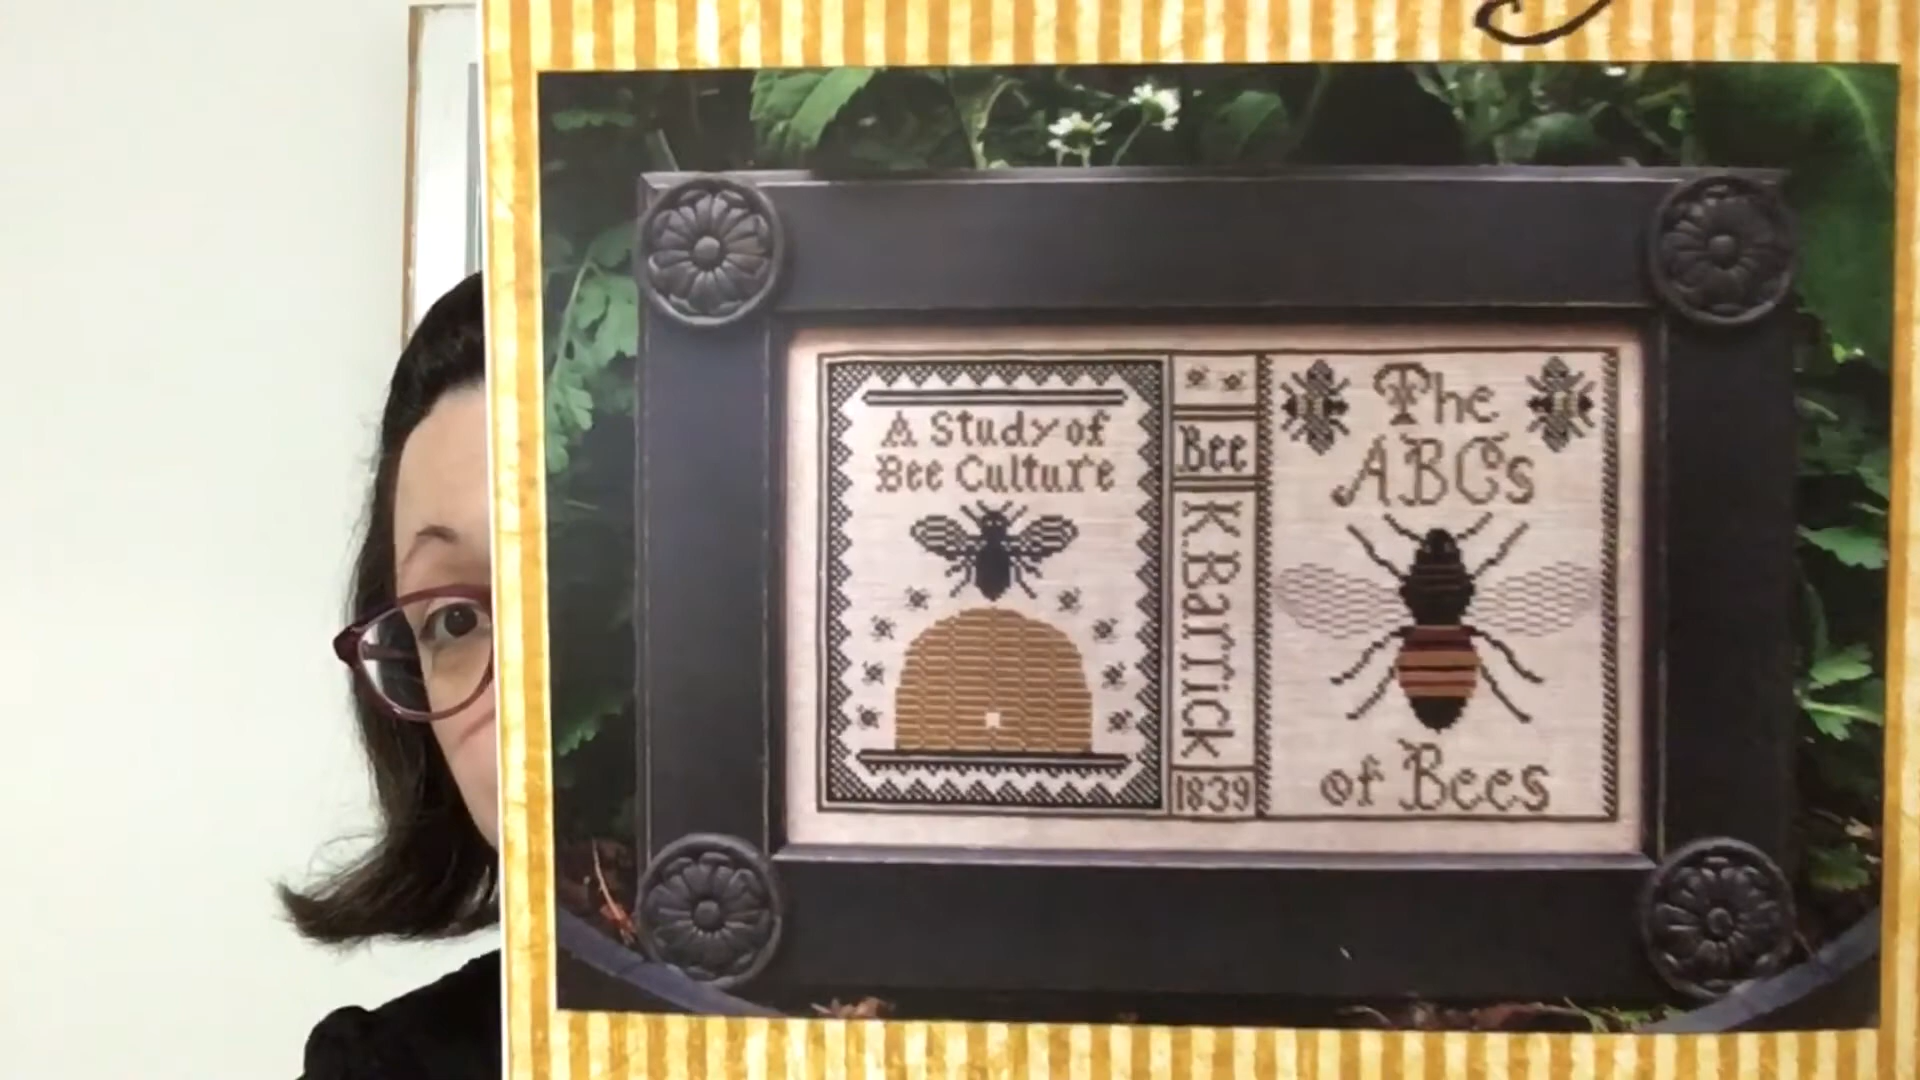 A Study of
Bee Culture
Bee
K. Barrick
1839
The
ABCs
of Bees